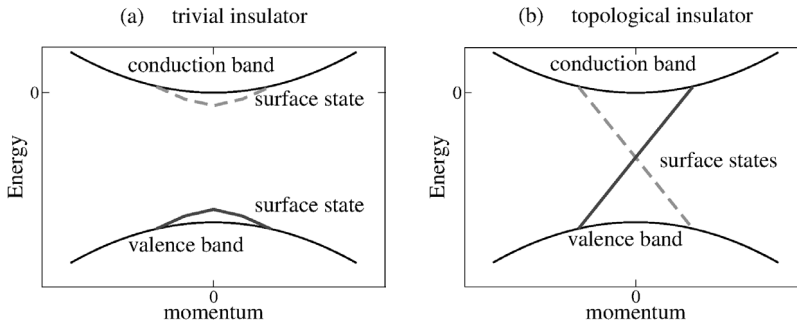 (a) trivial insulator
conduction band
0
surface state
Energy
surface state
valence band
0
momentum
(b) topological insulator
conduction band
0
Energy
surface states
valence band
0
momentum